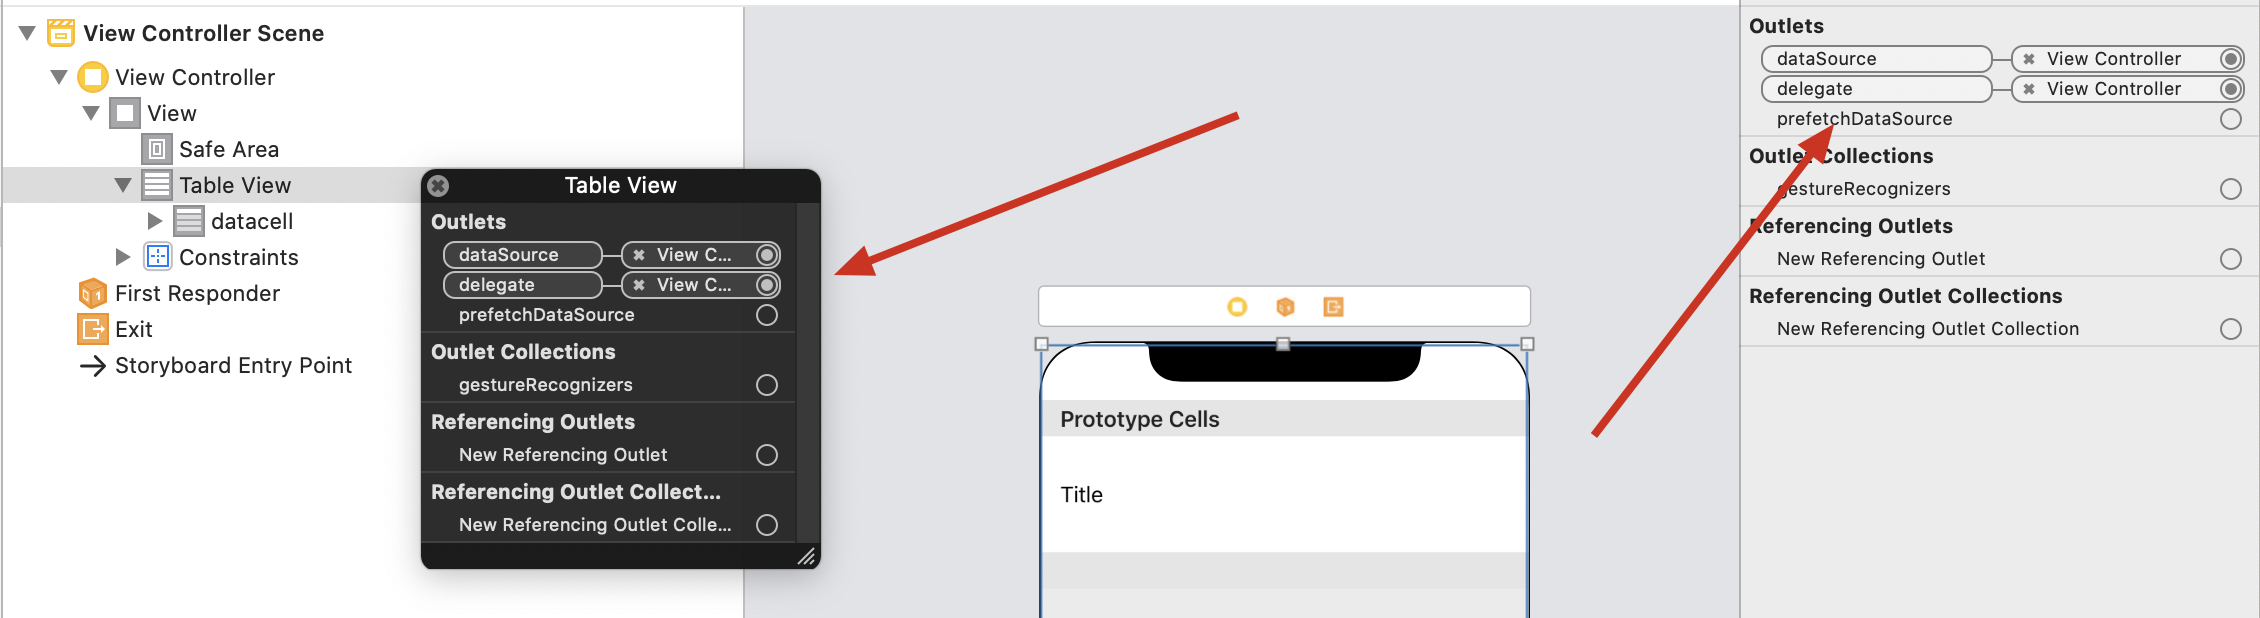 View Controller Scene
View Controller
View
Safe Area
Table View
datacell
Constraints
First Responder
Exit
Storyboard Entry Point
Table View
Outlets
dataSource
View C...
delegate
View C...
prefetchDataSource
Outlet Collections
gestureRecognizers
Referencing Outlets
New Referencing Outlet
Referencing Outlet Collect...
New Referencing Outlet Colle...
Prototype Cells
Title
Outlets
dataSource
View Controller
delegate
View Controller
prefetchDataSource
Outlet Collections
gestureRecognizers
Referencing Outlets
New Referencing Outlet
Referencing Outlet Collections
New Referencing Outlet Collection